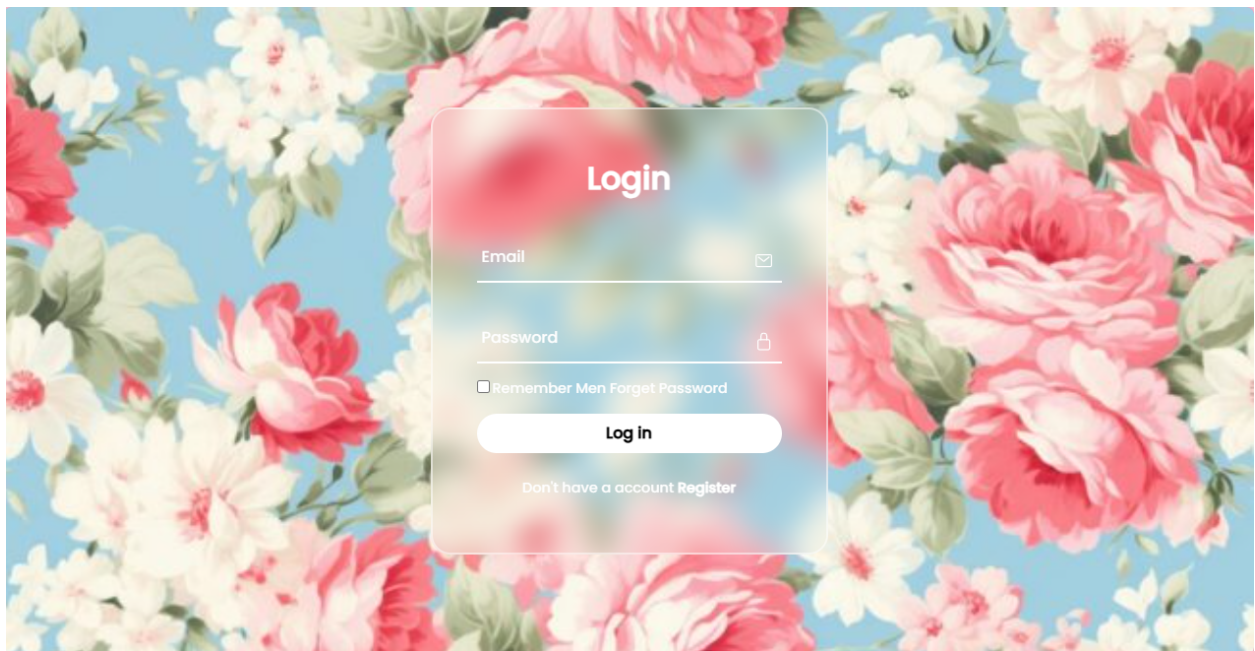 Login
Email
Password
Remember Men Forget Password
Log in
Don't have a account Register